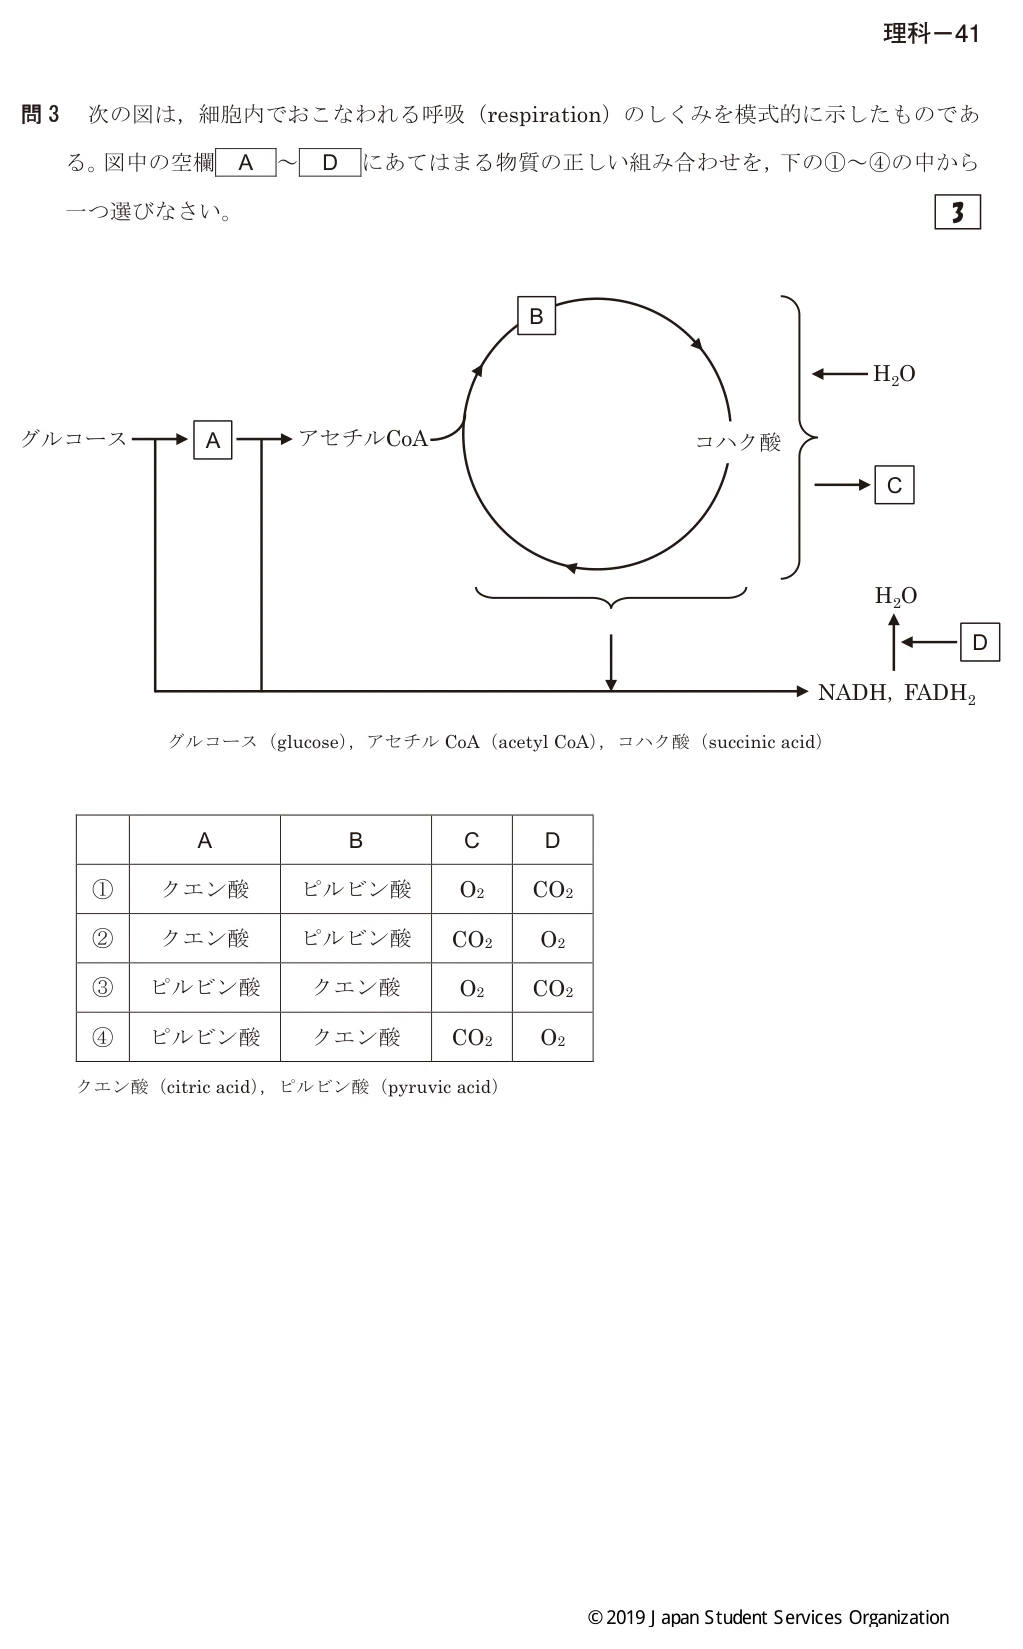 理科－41
問3　次の図は，細胞内でおこなわれる呼吸（respiration）のしくみを模式的に示したものであ
る。図中の空欄 A ～ D にあてはまる物質の正しい組み合わせを，下の①～④の中から
一つ選びなさい。
3
B
H₂O
グルコース
A
アセチルCoA
コハク酸
C
H₂O
D
NADH，FADH₂
グルコース（glucose），アセチル CoA（acetyl CoA），コハク酸（succinic acid）
A B C D
① クエン酸 ピルビン酸 O₂ CO₂
② クエン酸 ピルビン酸 CO₂ O₂
③ ピルビン酸 クエン酸 O₂ CO₂
④ ピルビン酸 クエン酸 CO₂ O₂
クエン酸（citric acid），ピルビン酸（pyruvic acid）
© 2019 Japan Student Services Organization